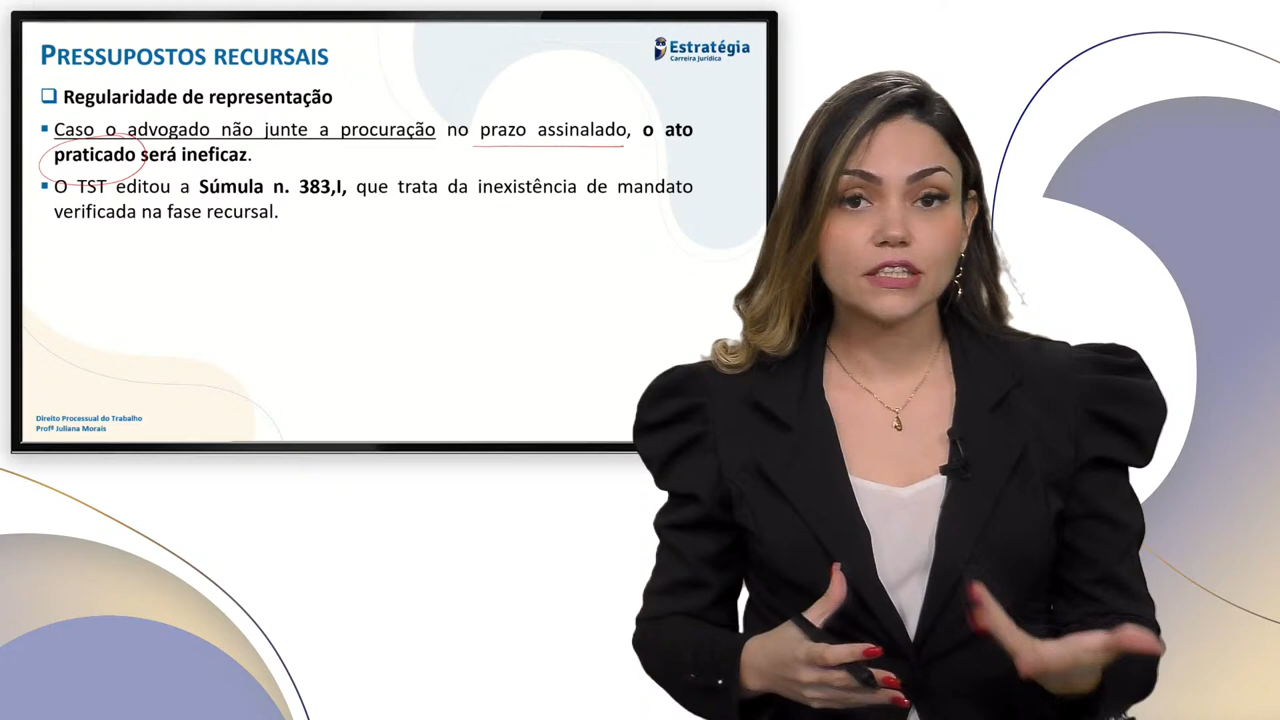 PRESSUPOSTOS RECURSAIS
Estratégia
Carreira Jurídica
Regularidade de representação
Caso o advogado não junte a procuração no prazo assinalado, o ato
praticado será ineficaz.
O TST editou a Súmula n. 383,I, que trata da inexistência de mandato
verificada na fase recursal.
Direito Processual do Trabalho
Profª Juliana Morais